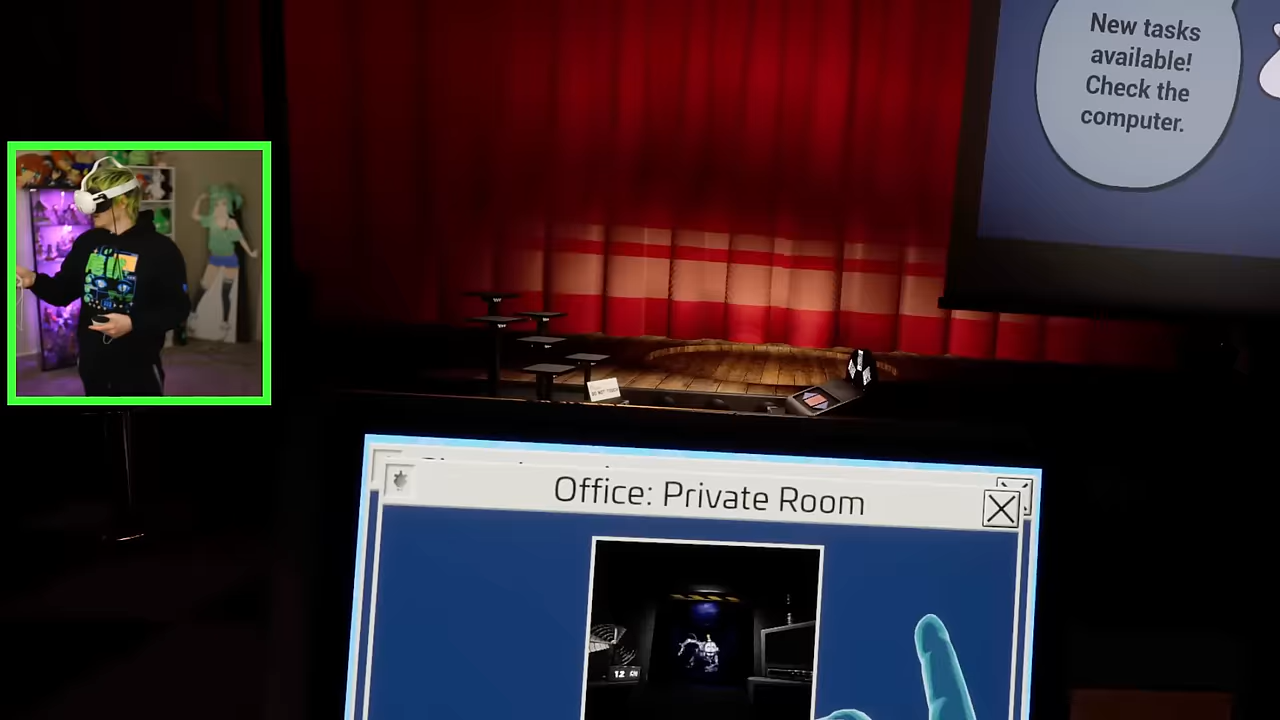 New tasks
available!
Check the
computer.
Office: Private Room